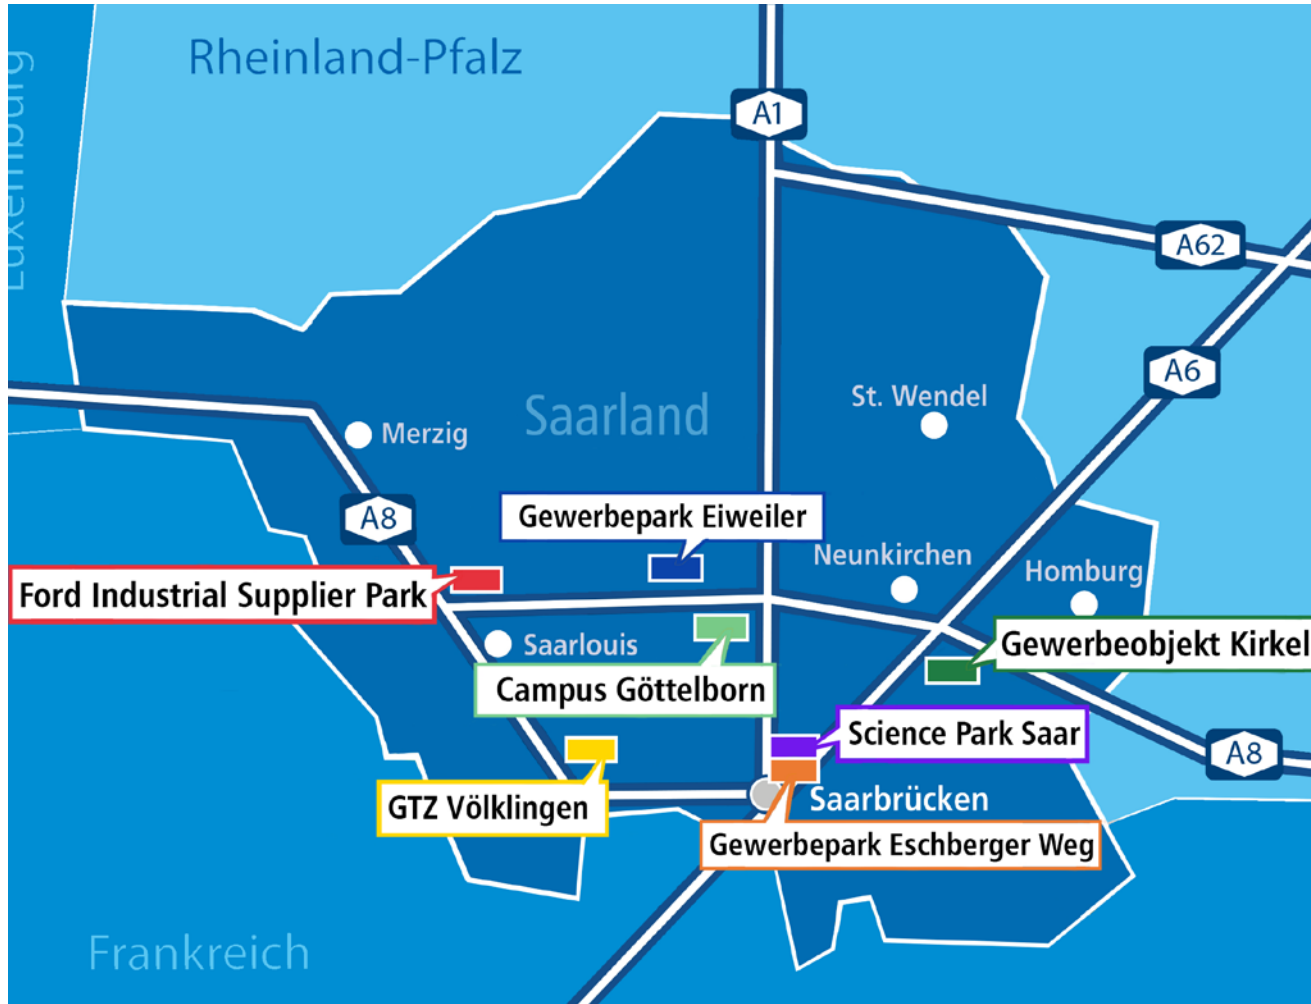 Rheinland-Pfalz
Luxemburg
A1
A62
A6
St. Wendel
Saarland
Merzig
A8
Gewerbepark Eiweiler
Neunkirchen
Homburg
Ford Industrial Supplier Park
Saarlouis
Gewerbeobjekt Kirkel
Campus Göttelborn
Science Park Saar
A8
GTZ Völklingen
Saarbrücken
Gewerbepark Eschberger Weg
Frankreich